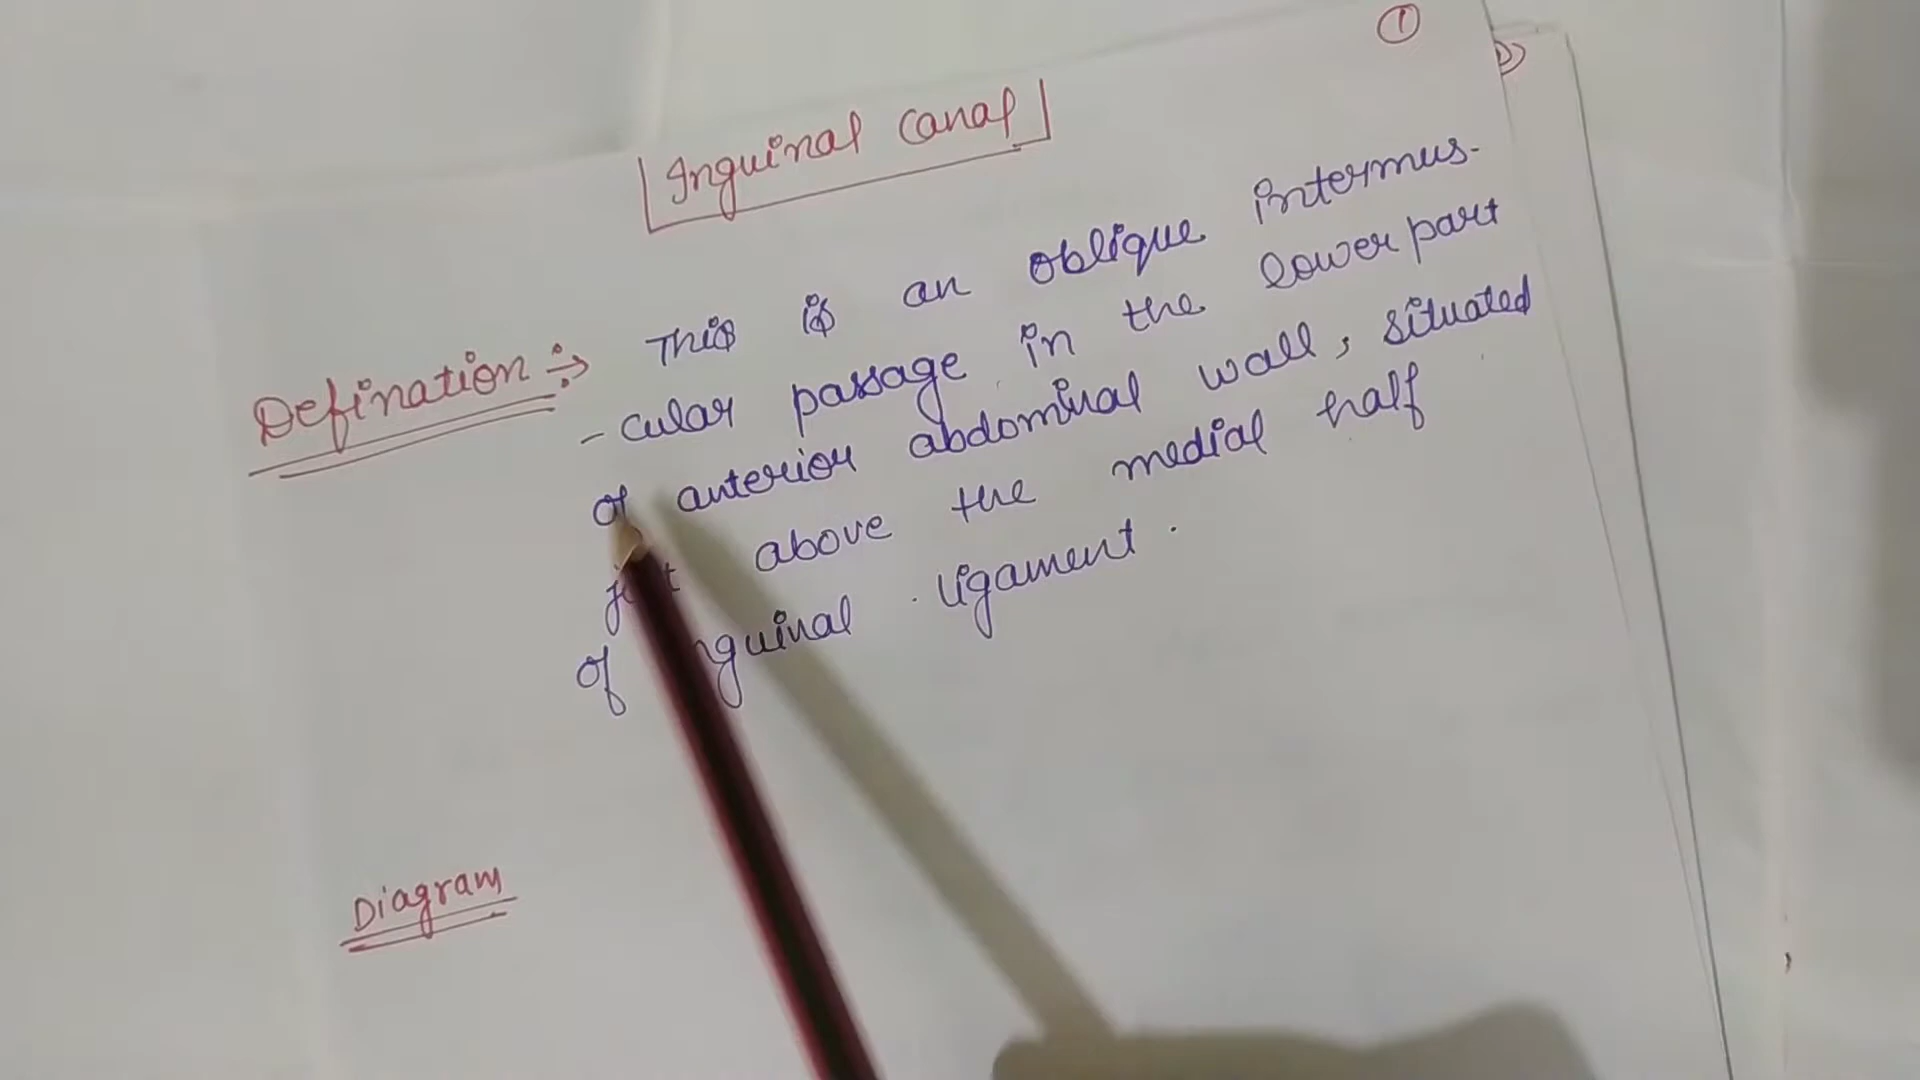 1
Inguinal Canal
Defination :-> This is an oblique intermus-
-cular passage in the lower part
of anterior abdominal wall, situated
above the medial half
of ligament.
Diagram